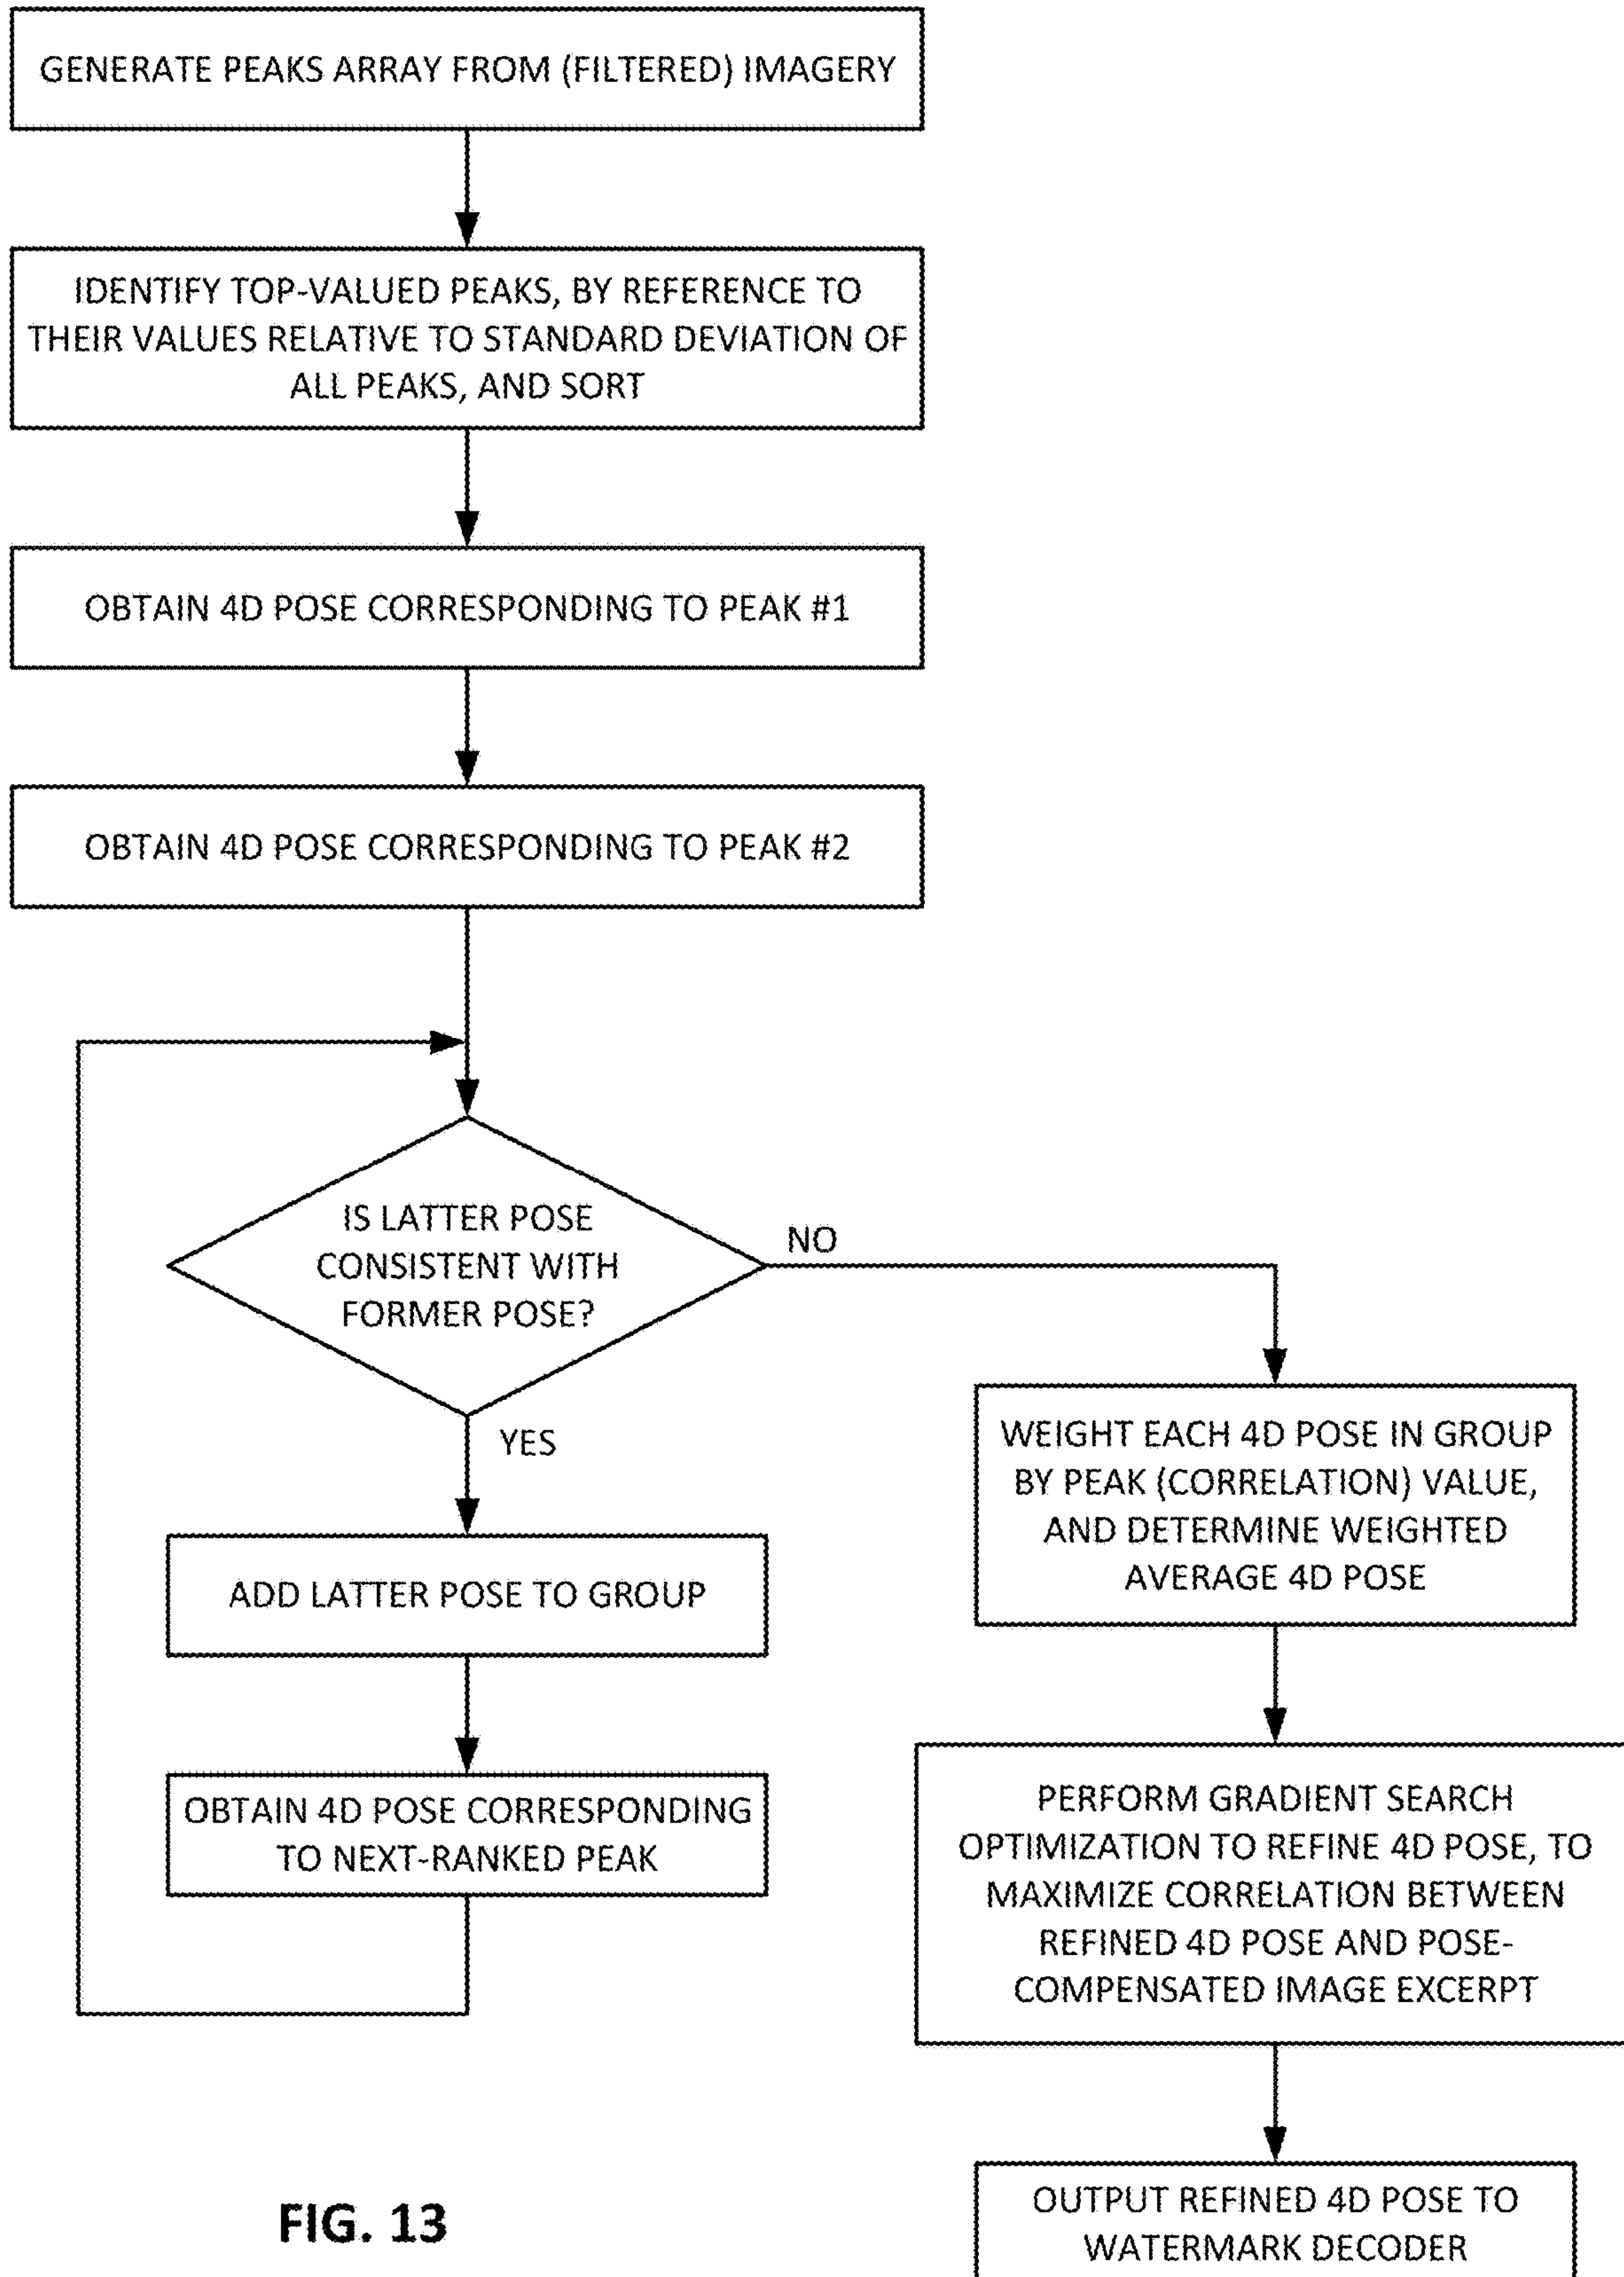 GENERATE PEAKS ARRAY FROM (FILTERED) IMAGERY
IDENTIFY TOP-VALUED PEAKS, BY REFERENCE TO
THEIR VALUES RELATIVE TO STANDARD DEVIATION OF
ALL PEAKS, AND SORT
OBTAIN 4D POSE CORRESPONDING TO PEAK #1
OBTAIN 4D POSE CORRESPONDING TO PEAK #2
IS LATTER POSE
CONSISTENT WITH
FORMER POSE?
NO
YES
ADD LATTER POSE TO GROUP
OBTAIN 4D POSE CORRESPONDING
TO NEXT-RANKED PEAK
WEIGHT EACH 4D POSE IN GROUP
BY PEAK (CORRELATION) VALUE,
AND DETERMINE WEIGHTED
AVERAGE 4D POSE
PERFORM GRADIENT SEARCH
OPTIMIZATION TO REFINE 4D POSE, TO
MAXIMIZE CORRELATION BETWEEN
REFINED 4D POSE AND POSE-
COMPENSATED IMAGE EXCERPT
OUTPUT REFINED 4D POSE TO
WATERMARK DECODER
FIG. 13